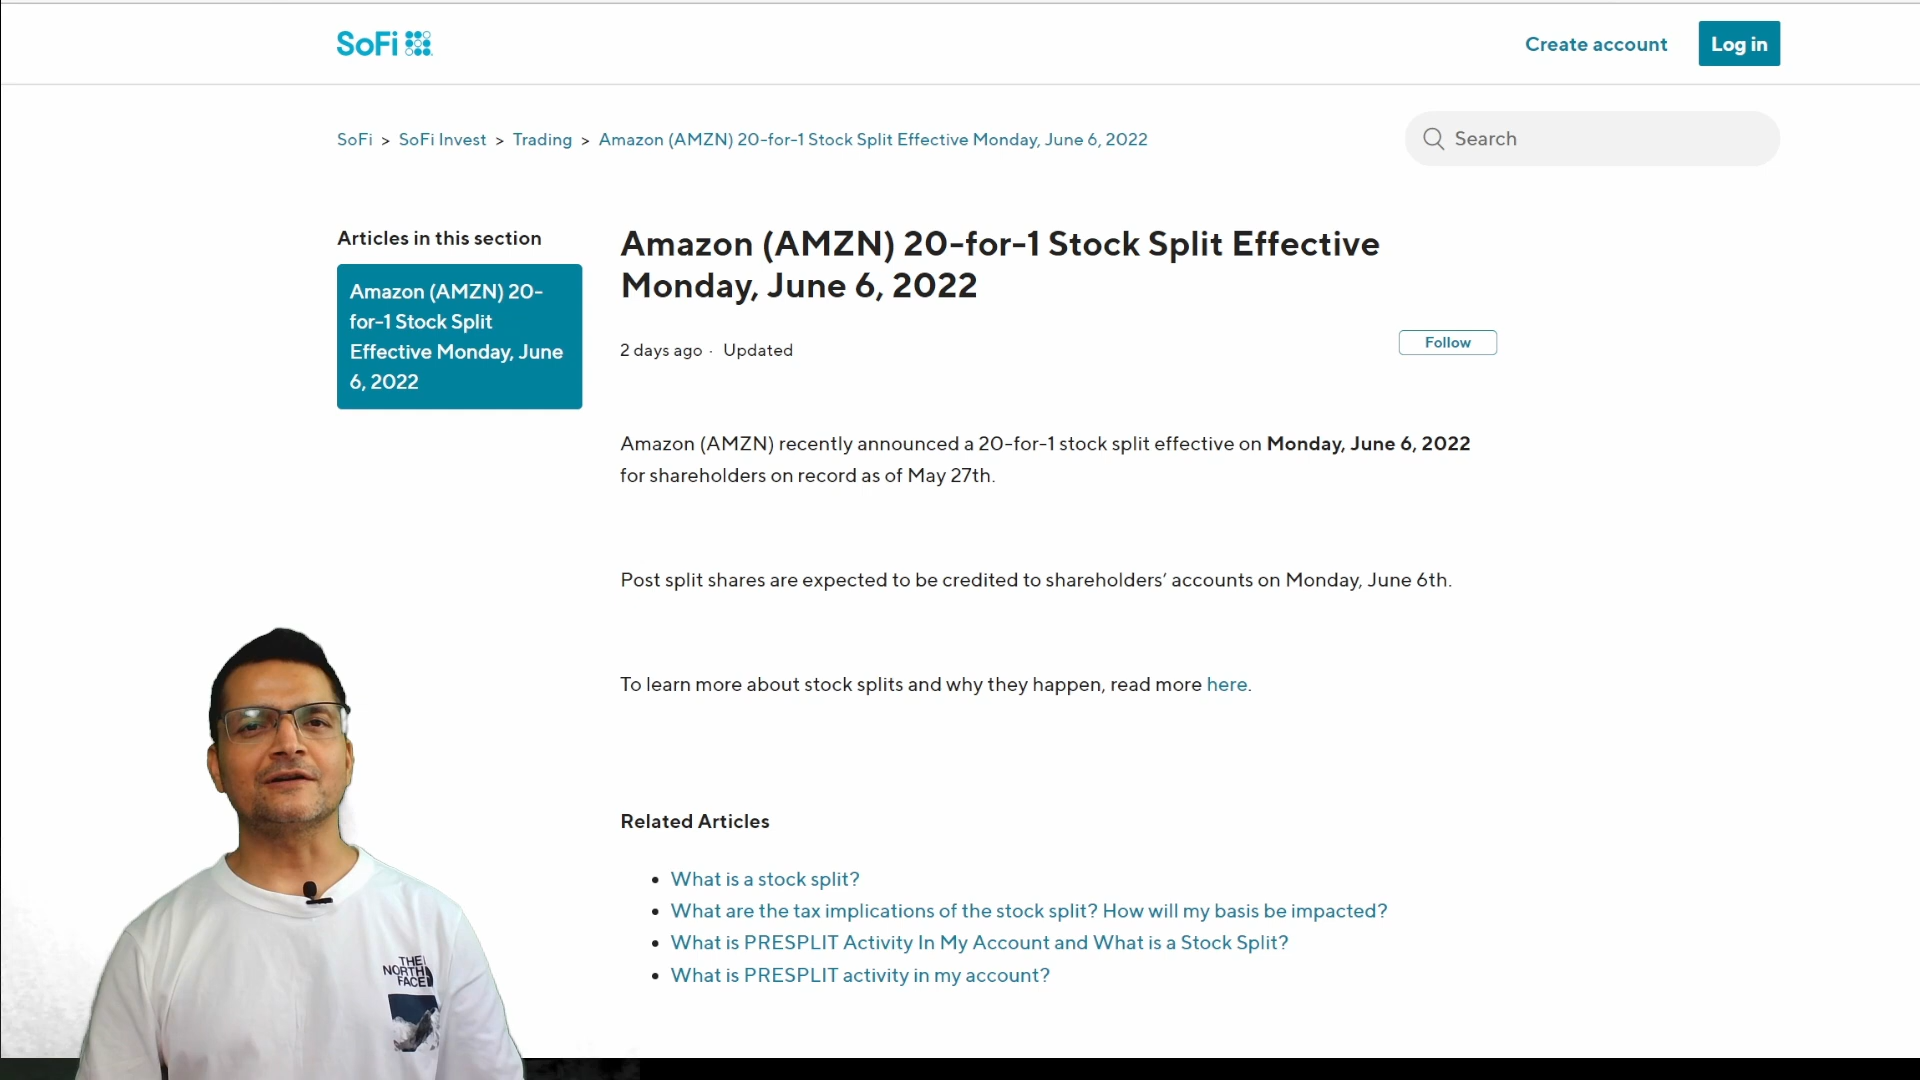 SoFi
Create account
Log in
SoFi > SoFi Invest > Trading > Amazon (AMZN) 20-for-1 Stock Split Effective Monday, June 6, 2022
Search
Articles in this section
Amazon (AMZN) 20-
for-1 Stock Split
Effective Monday, June
6, 2022
Amazon (AMZN) 20-for-1 Stock Split Effective
Monday, June 6, 2022
2 days ago · Updated
Follow
Amazon (AMZN) recently announced a 20-for-1 stock split effective on Monday, June 6, 2022
for shareholders on record as of May 27th.
Post split shares are expected to be credited to shareholders’ accounts on Monday, June 6th.
To learn more about stock splits and why they happen, read more here.
Related Articles
• What is a stock split?
• What are the tax implications of the stock split? How will my basis be impacted?
• What is PRESPLIT Activity In My Account and What is a Stock Split?
• What is PRESPLIT activity in my account?
THE
NORTH
FACE